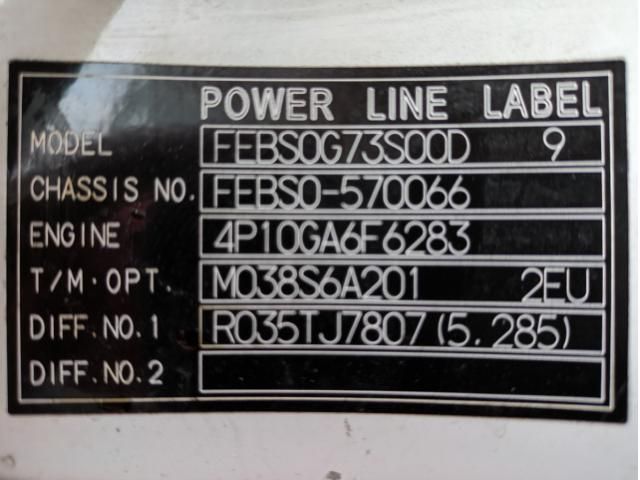 POWER LINE LABEL
MODEL FEBS0G73S00D 9
CHASSIS NO. FEBS0-570066
ENGINE 4P10GA6F6283
T/M·OPT. M038S6A201 2EU
DIFF.NO.1 R035TJ7807(5.285)
DIFF.NO.2